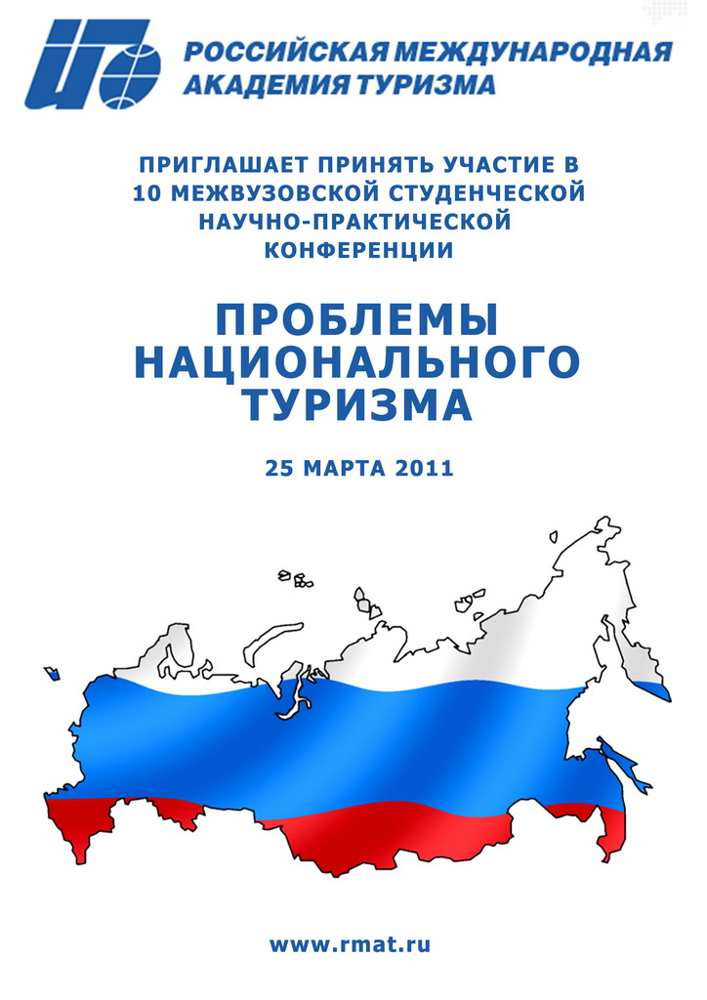 РОССИЙСКАЯ МЕЖДУНАРОДНАЯ
АКАДЕМИЯ ТУРИЗМА
ПРИГЛАШАЕТ ПРИНЯТЬ УЧАСТИЕ В
10 МЕЖВУЗОВСКОЙ СТУДЕНЧЕСКОЙ
НАУЧНО-ПРАКТИЧЕСКОЙ
КОНФЕРЕНЦИИ
ПРОБЛЕМЫ
НАЦИОНАЛЬНОГО
ТУРИЗМА
25 МАРТА 2011
www.rmat.ru